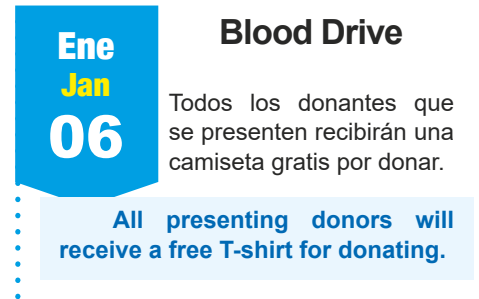 Ene
Jan
06
Blood Drive
Todos los donantes que
se presenten recibirán una
camiseta gratis por donar.
All presenting donors will
receive a free T-shirt for donating.